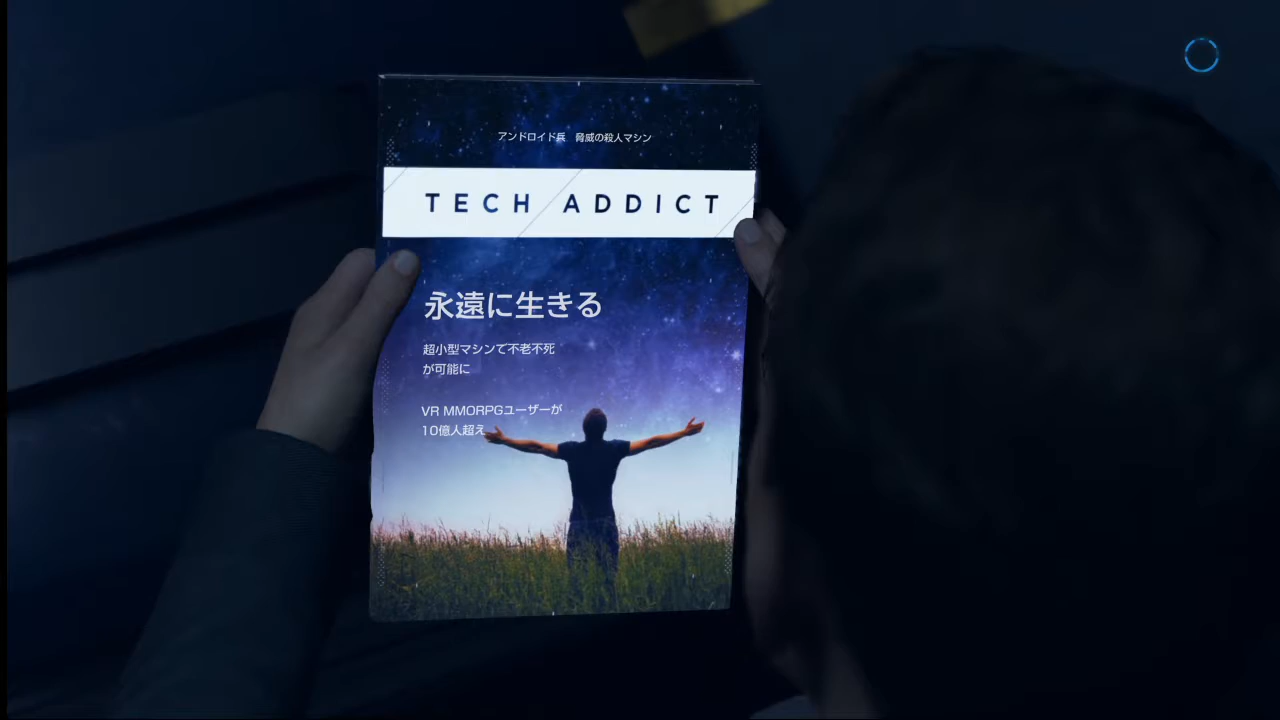 アンドロイド兵 脅威の殺人マシン
TECH ADDICT
永遠に生きる
超小型マシンで不老不死
が可能に
VR MMORPGユーザーが
10億人超え